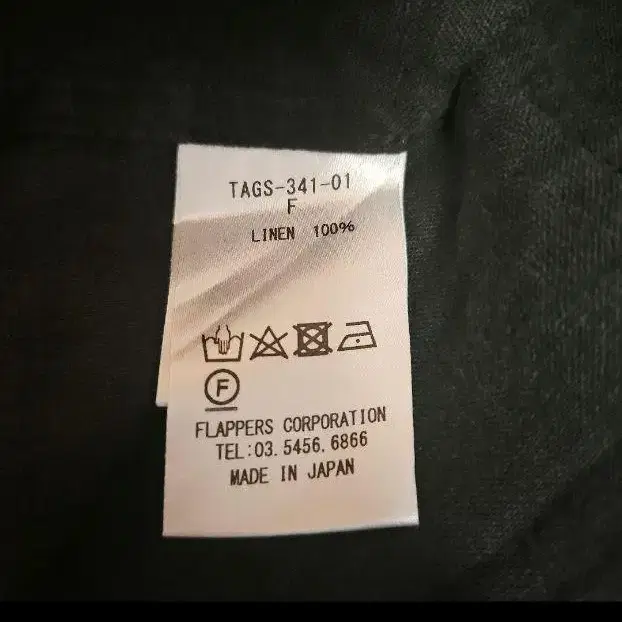 TAGS-341-01
F
LINEN 100%
F
FLAPPERS CORPORATION
TEL:03.5456.6866
MADE IN JAPAN